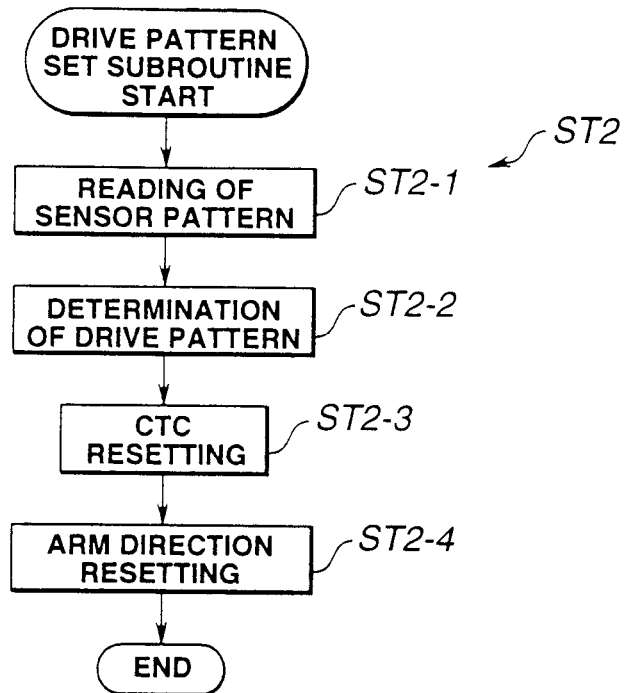 DRIVE PATTERN
SET SUBROUTINE
START
ST2
READING OF
SENSOR PATTERN
ST2-1
DETERMINATION
OF DRIVE PATTERN
ST2-2
CTC
RESETTING
ST2-3
ARM DIRECTION
RESETTING
ST2-4
END